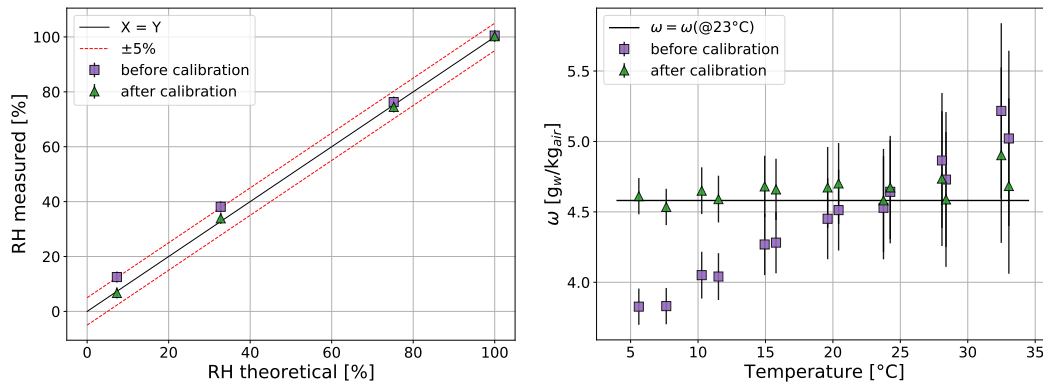 X = Y
±5%
before calibration
after calibration
RH measured [%]
100
80
60
40
20
0
0 20 40 60 80 100
RH theoretical [%]
ω = ω(@23°C)
before calibration
after calibration
ω [g_w/kg_air]
5.5
5.0
4.5
4.0
5 10 15 20 25 30 35
Temperature [°C]